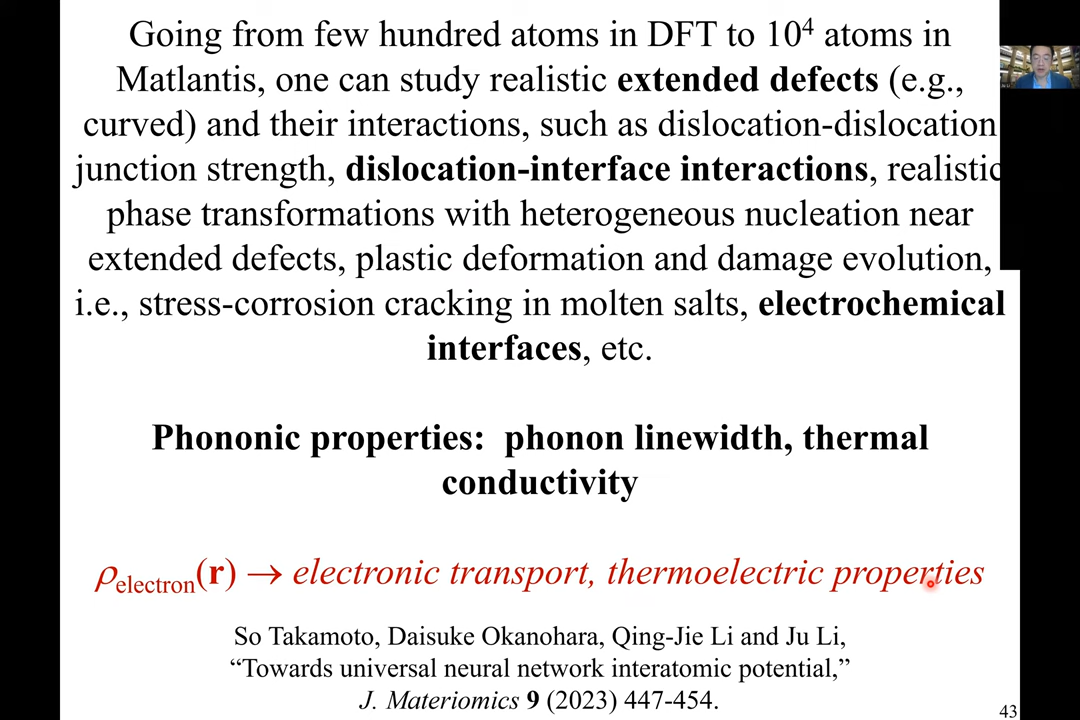 Going from few hundred atoms in DFT to 10⁴ atoms in
Matlantis, one can study realistic extended defects (e.g.,
curved) and their interactions, such as dislocation-dislocation
junction strength, dislocation-interface interactions, realistic
phase transformations with heterogeneous nucleation near
extended defects, plastic deformation and damage evolution,
i.e., stress-corrosion cracking in molten salts, electrochemical
interfaces, etc.
Phononic properties: phonon linewidth, thermal
conductivity
ρelectron(r) → electronic transport, thermoelectric properties
So Takamoto, Daisuke Okanohara, Qing-Jie Li and Ju Li,
“Towards universal neural network interatomic potential,”
J. Materiomics 9 (2023) 447-454.
43